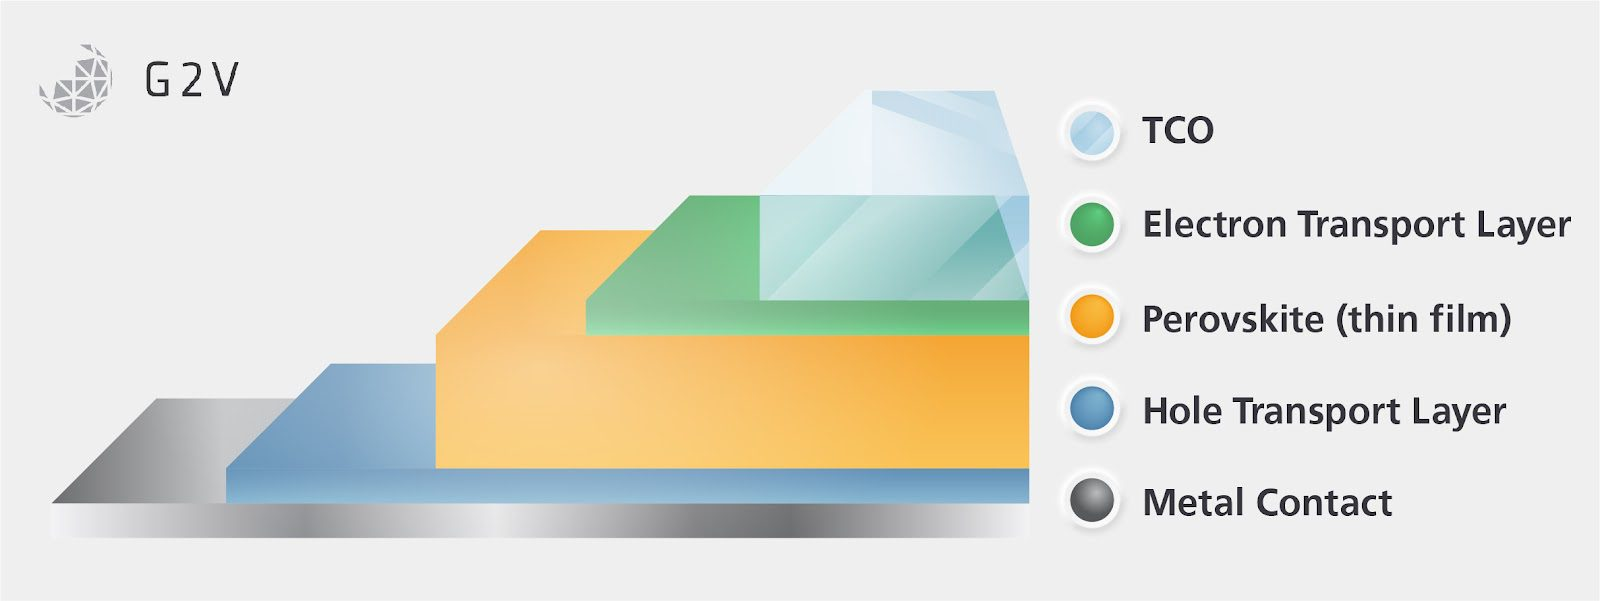 G2V
TCO
Electron Transport Layer
Perovskite (thin film)
Hole Transport Layer
Metal Contact